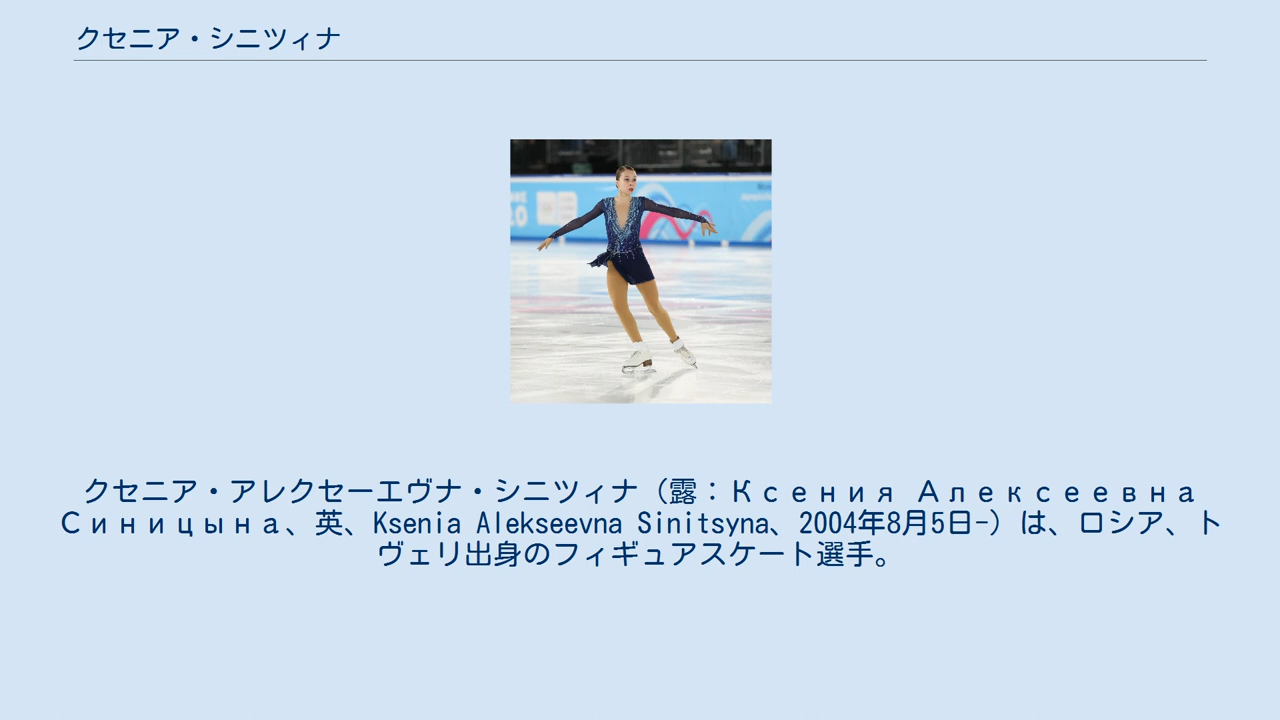 クセニア・シニツィナ
クセニア・アレクセーエヴナ・シニツィナ（露：Ксения Алексеевна
Синицына、英、Ksenia Alekseevna Sinitsyna、2004年8月5日-）は、ロシア、ト
ヴェリ出身のフィギュアスケート選手。